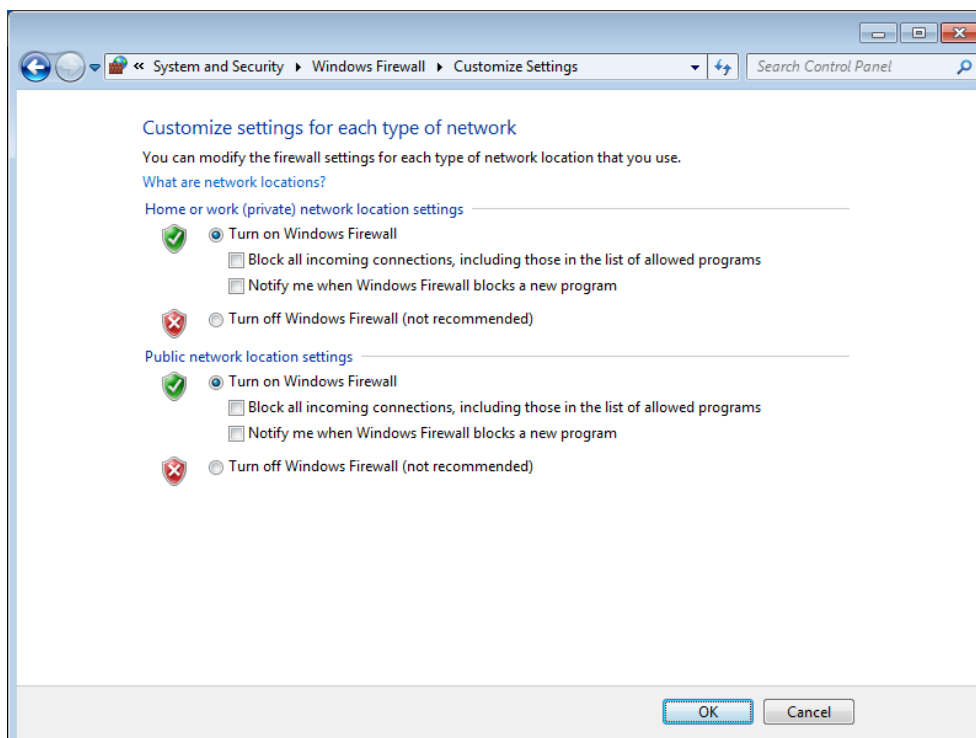 « System and Security ▸ Windows Firewall ▸ Customize Settings
Search Control Panel
Customize settings for each type of network
You can modify the firewall settings for each type of network location that you use.
What are network locations?
Home or work (private) network location settings
Turn on Windows Firewall
Block all incoming connections, including those in the list of allowed programs
Notify me when Windows Firewall blocks a new program
Turn off Windows Firewall (not recommended)
Public network location settings
Turn on Windows Firewall
Block all incoming connections, including those in the list of allowed programs
Notify me when Windows Firewall blocks a new program
Turn off Windows Firewall (not recommended)
OK Cancel